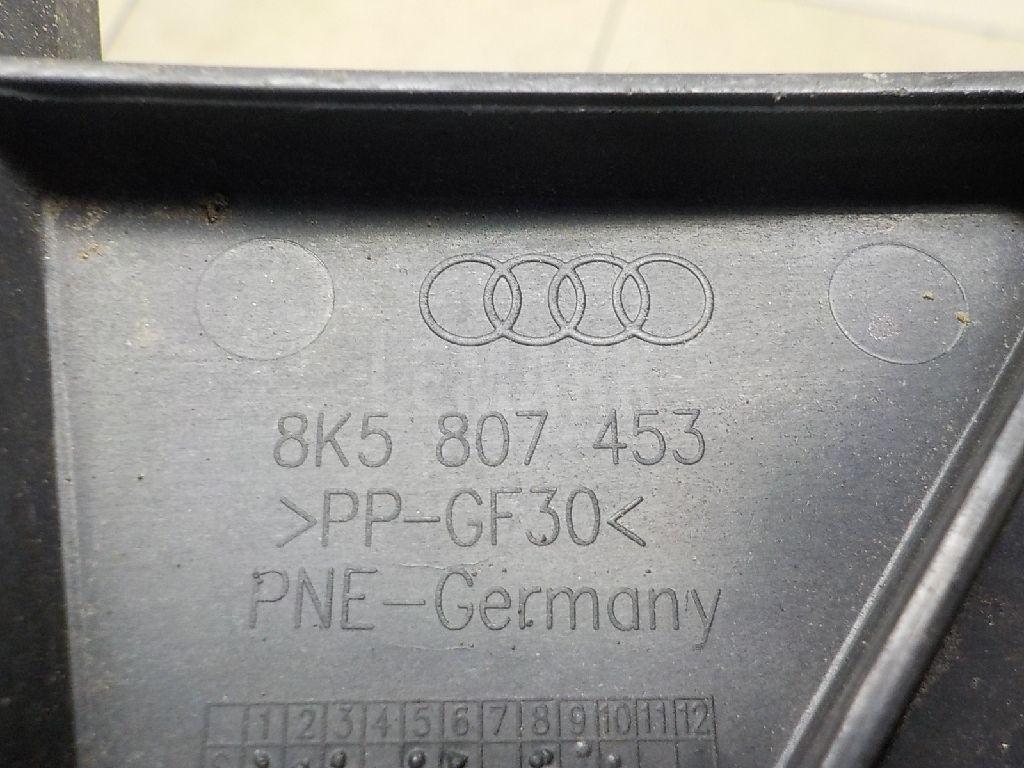 8K5 807 453
>PP-GF30<
PNE-Germany
1 2 3 4 5 6 7 8 9 10 11 12